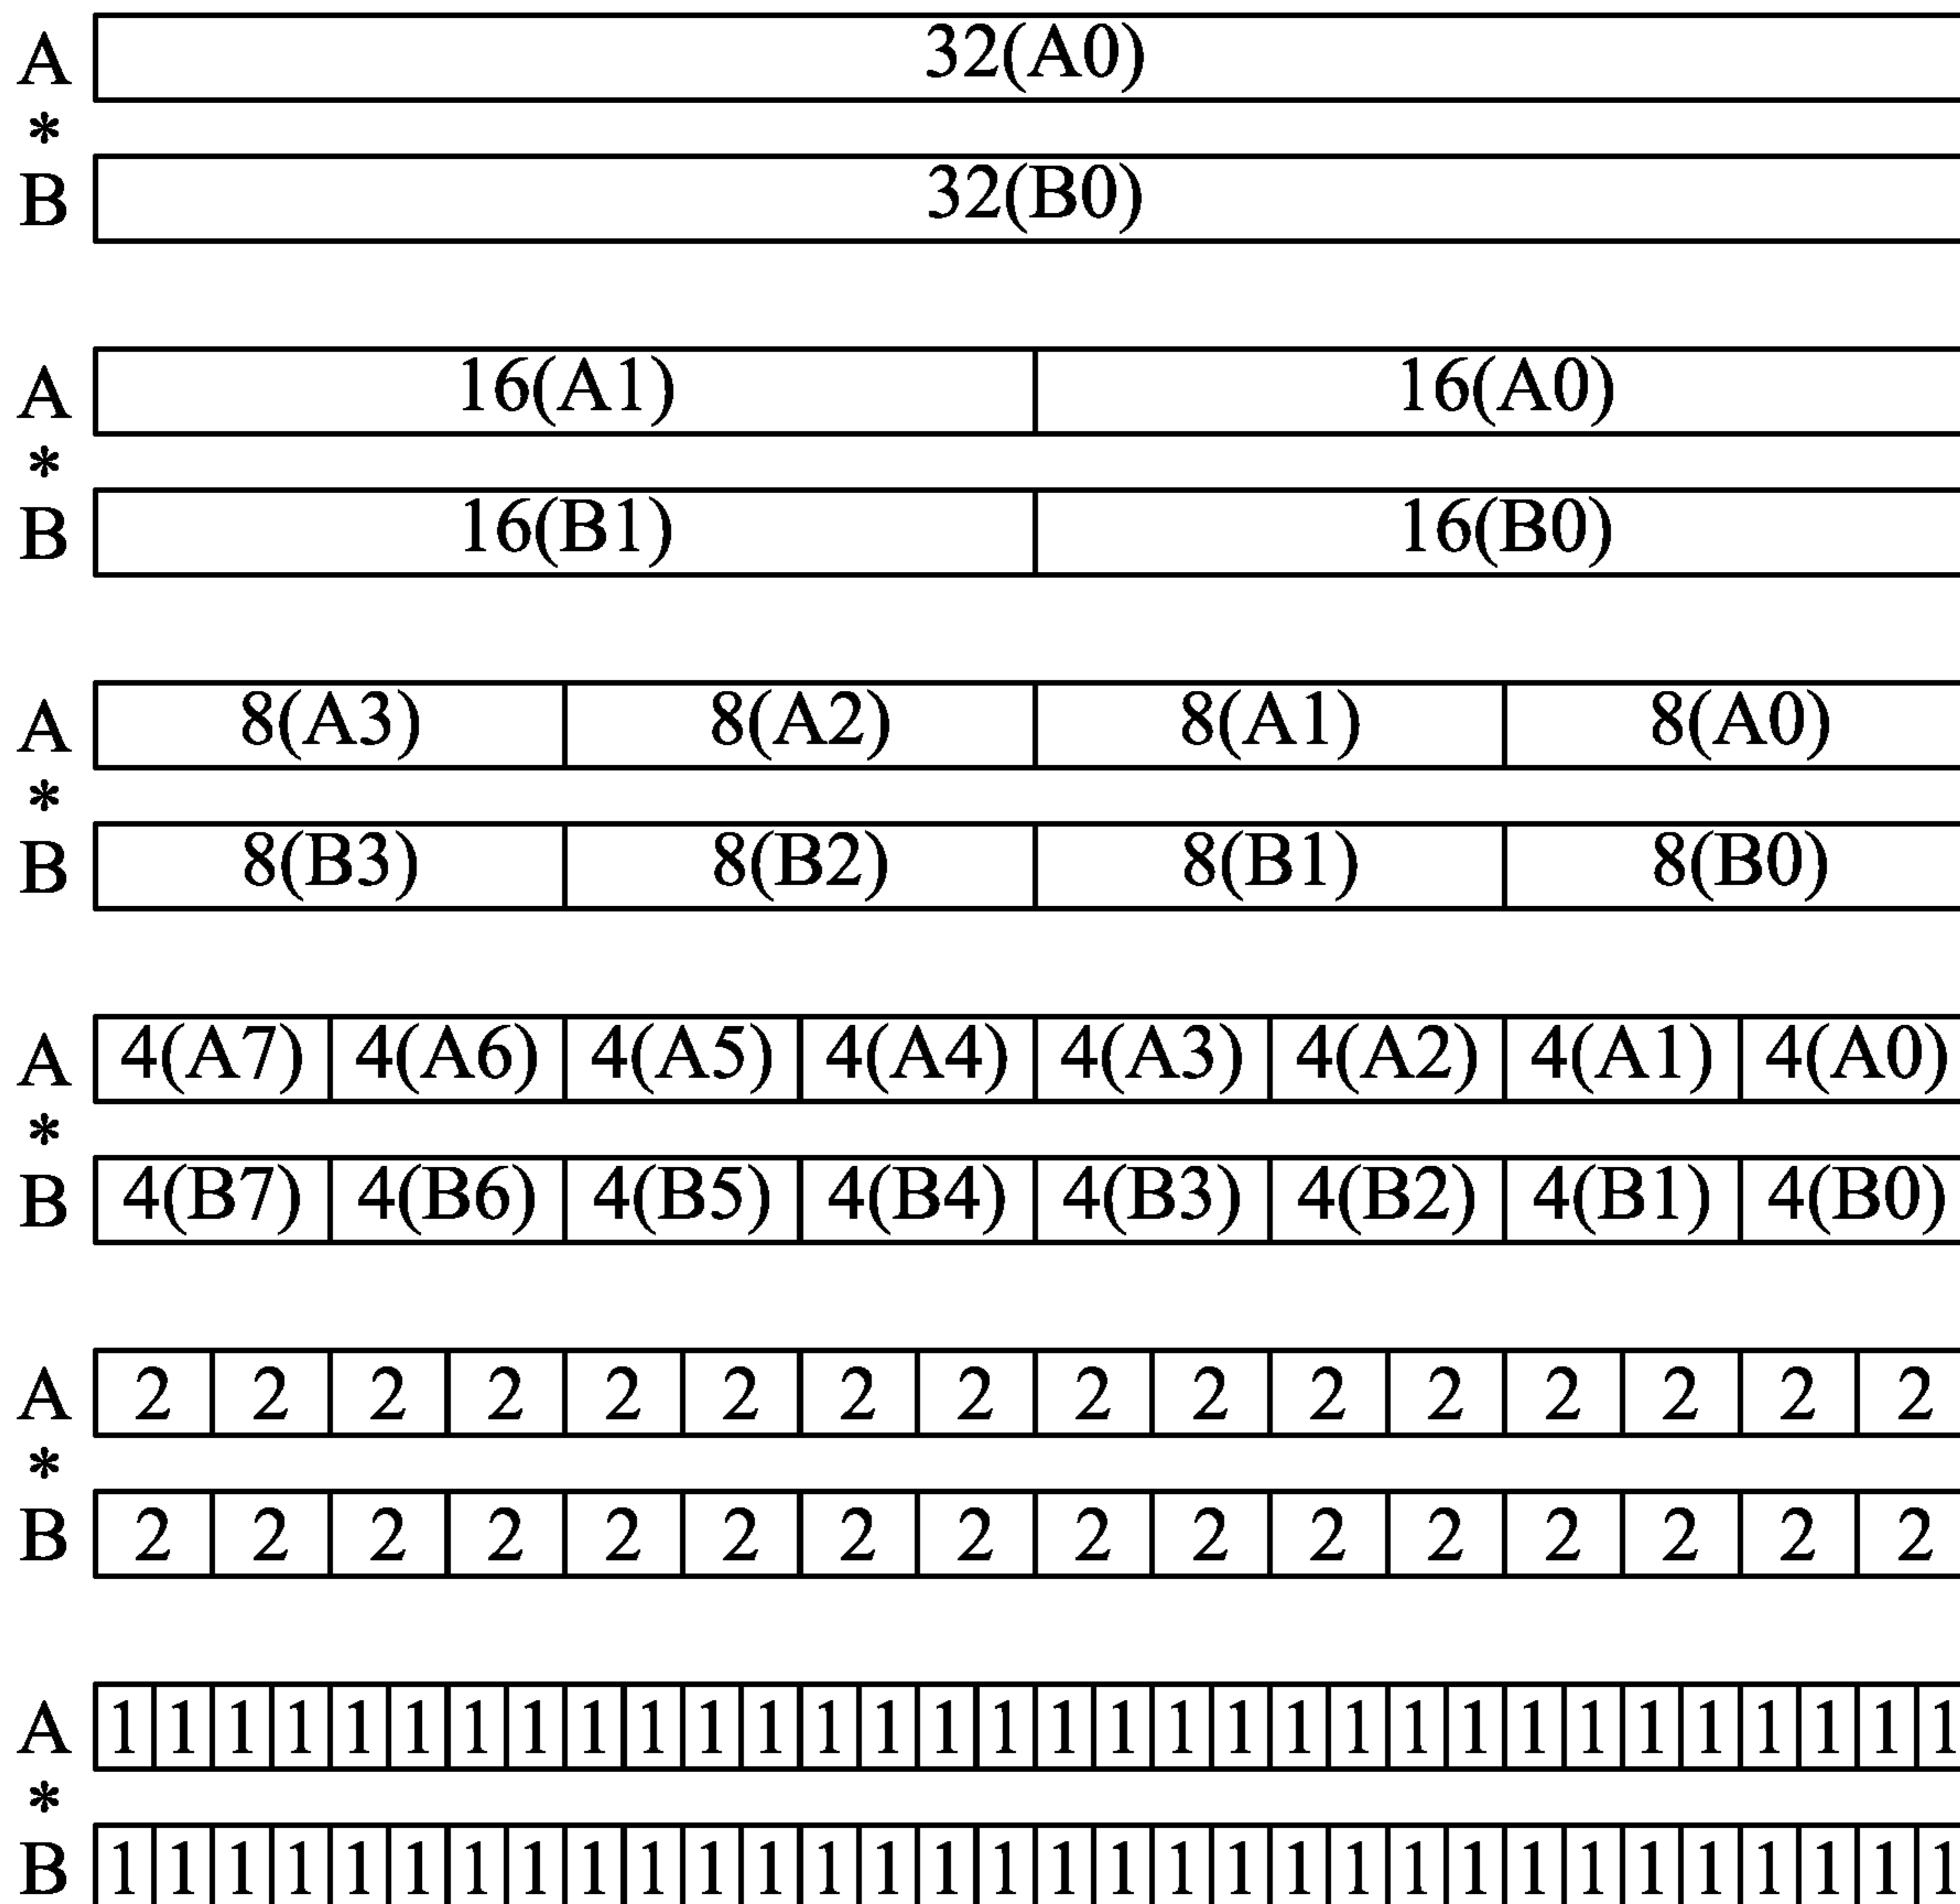 A 32(A0)
*
B 32(B0)
A 16(A1) 16(A0)
*
B 16(B1) 16(B0)
A 8(A3) 8(A2) 8(A1) 8(A0)
*
B 8(B3) 8(B2) 8(B1) 8(B0)
A 4(A7) 4(A6) 4(A5) 4(A4) 4(A3) 4(A2) 4(A1) 4(A0)
*
B 4(B7) 4(B6) 4(B5) 4(B4) 4(B3) 4(B2) 4(B1) 4(B0)
A 2 2 2 2 2 2 2 2 2 2 2 2 2 2 2 2
*
B 2 2 2 2 2 2 2 2 2 2 2 2 2 2 2 2
A 1 1 1 1 1 1 1 1 1 1 1 1 1 1 1 1 1 1 1 1 1 1 1 1 1 1 1 1 1 1 1 1
*
B 1 1 1 1 1 1 1 1 1 1 1 1 1 1 1 1 1 1 1 1 1 1 1 1 1 1 1 1 1 1 1 1